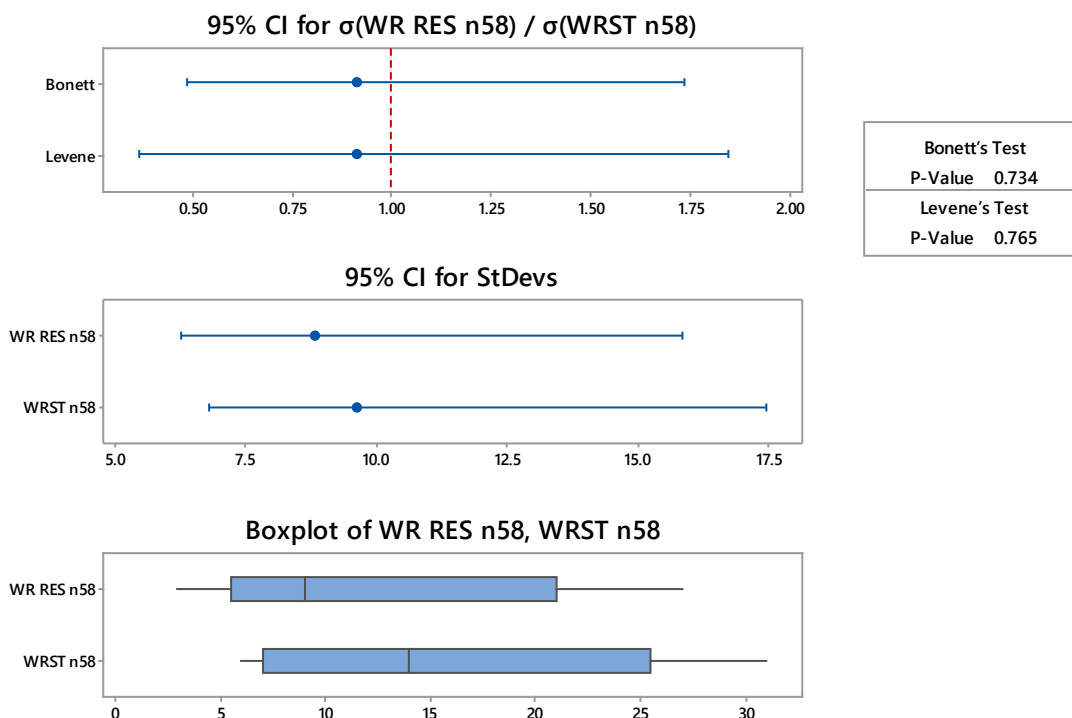 95% CI for σ(WR RES n58) / σ(WRST n58)
Bonett
Levene
0.50 0.75 1.00 1.25 1.50 1.75 2.00
Bonett's Test
P-Value 0.734
Levene's Test
P-Value 0.765
95% CI for StDevs
WR RES n58
WRST n58
5.0 7.5 10.0 12.5 15.0 17.5
Boxplot of WR RES n58, WRST n58
WR RES n58
WRST n58
0 5 10 15 20 25 30